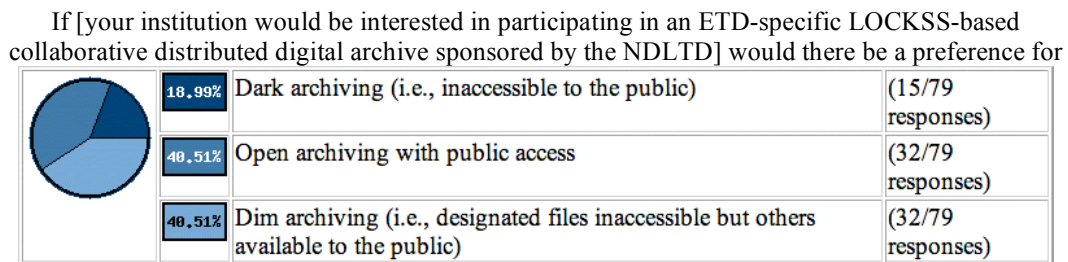 If [your institution would be interested in participating in an ETD-specific LOCKSS-based
collaborative distributed digital archive sponsored by the NDLTD] would there be a preference for
18.99% Dark archiving (i.e., inaccessible to the public) (15/79
responses)
40.51% Open archiving with public access (32/79
responses)
40.51% Dim archiving (i.e., designated files inaccessible but others (32/79
available to the public) responses)